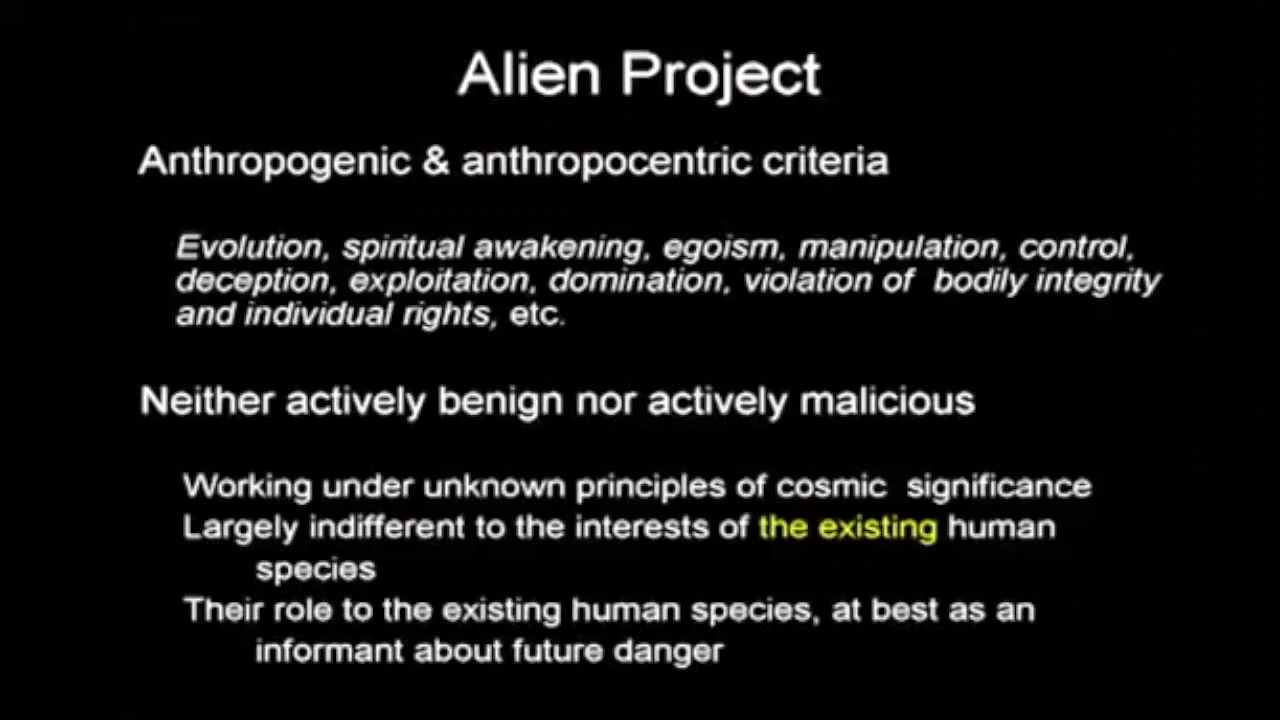 Alien Project
Anthropogenic & anthropocentric criteria
Evolution, spiritual awakening, egoism, manipulation, control,
deception, exploitation, domination, violation of bodily integrity
and individual rights, etc.
Neither actively benign nor actively malicious
Working under unknown principles of cosmic significance
Largely indifferent to the interests of the existing human
species
Their role to the existing human species, at best as an
informant about future danger